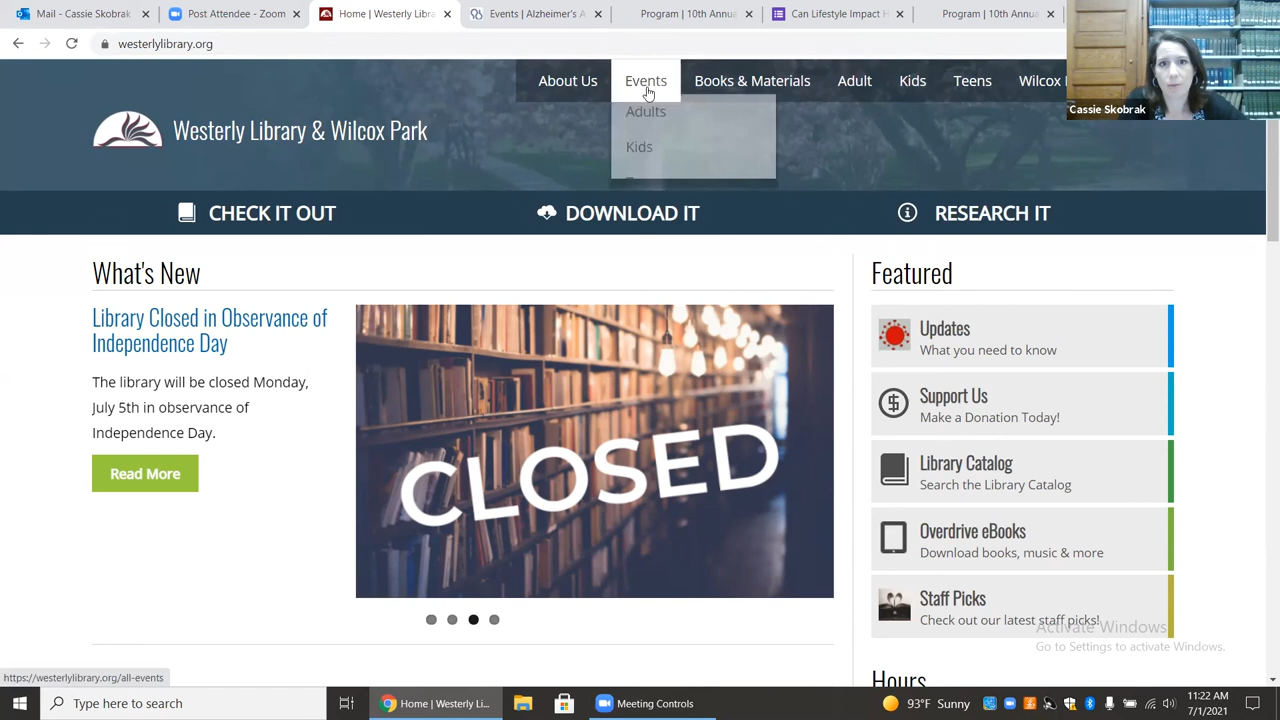 Mail - Cassie Skobrak
Post Attendee - Zoom
Home | Westerly Libra
Events | Alzheimer's A
Program | 10th Annua
Can Lifestyle Impact H
Program | 10th Annua
westerlylibrary.org
About Us
Events
Books & Materials
Adult
Kids
Teens
Wilcox
Cassie Skobrak
Adults
Kids
Westerly Library & Wilcox Park
CHECK IT OUT
DOWNLOAD IT
RESEARCH IT
What's New
Library Closed in Observance of
Independence Day
The library will be closed Monday,
July 5th in observance of
Independence Day.
Read More
CLOSED
Featured
Updates
What you need to know
Support Us
Make a Donation Today!
Library Catalog
Search the Library Catalog
Overdrive eBooks
Download books, music & more
Staff Picks
Check out our latest staff picks!
Activate Windows
Go to Settings to activate Windows.
Hours
https://westerlylibrary.org/all-events
Type here to search
Home | Westerly Li...
Meeting Controls
93°F Sunny
11:22 AM
7/1/2021